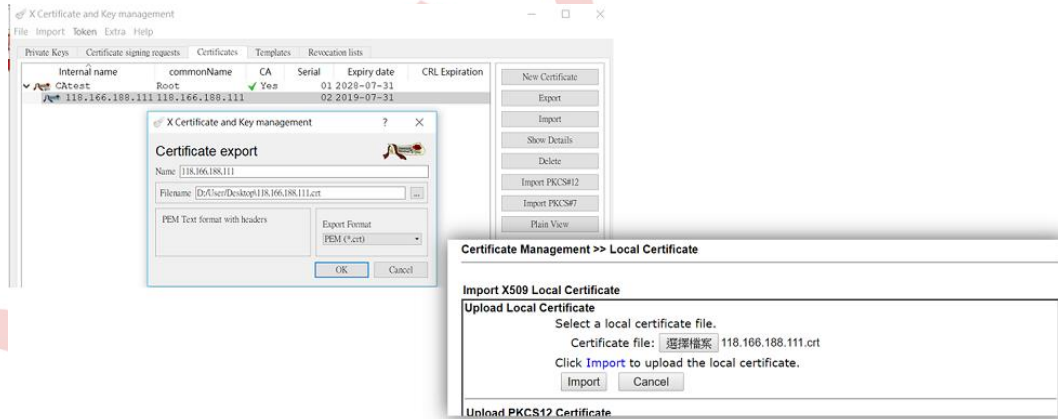 X Certificate and Key management
File Import Token Extra Help
Private Keys Certificate signing requests Certificates Templates Revocation lists
Internal name commonName CA Serial Expiry date CRL Expiration
CAtest Root Yes 01 2028-07-31
118.166.188.111 118.166.188.111 02 2019-07-31
New Certificate
Export
Import
Show Details
Delete
Import PKCS#12
Import PKCS#7
Plain View
X Certificate and Key management ?
Certificate export
Name 118.166.188.111
Filename D:/User/Desktop\118.166.188.111.crt ...
PEM Text format with headers
Export Format
PEM (*.crt)
OK Cancel
Certificate Management >> Local Certificate
Import X509 Local Certificate
Upload Local Certificate
Select a local certificate file.
Certificate file: 選擇檔案 118.166.188.111.crt
Click Import to upload the local certificate.
Import Cancel
Upload PKCS12 Certificate